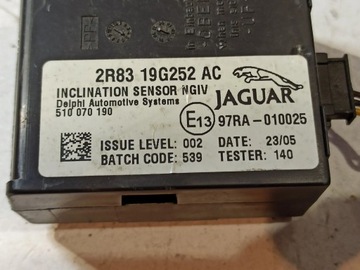 2R83 19G252 AC
INCLINATION SENSOR NGIV
Delphi Automotive Systems
510 070 190
JAGUAR
E13
97RA-010025
ISSUE LEVEL: 002
DATE: 23/05
BATCH CODE: 539
TESTER: 140